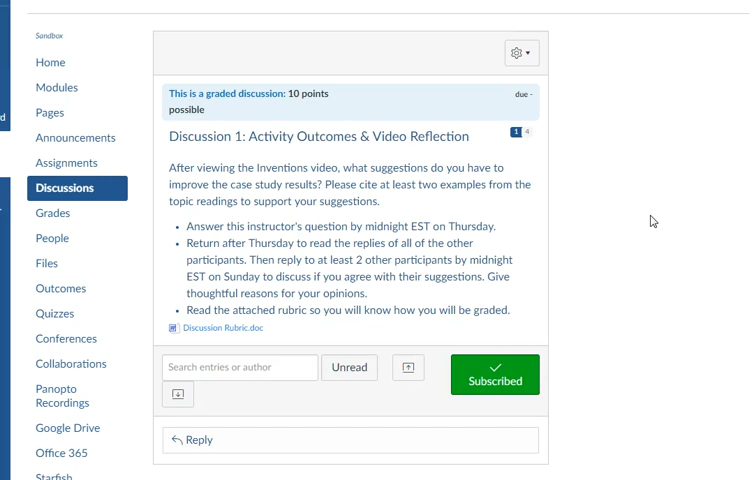 Sandbox
Home
Modules
Pages
Announcements
Assignments
Discussions
Grades
People
Files
Outcomes
Quizzes
Conferences
Collaborations
Panopto
Recordings
Google Drive
Office 365
Starfish
d
This is a graded discussion: 10 points
possible
due -
Discussion 1: Activity Outcomes & Video Reflection
1 4
After viewing the Inventions video, what suggestions do you have to
improve the case study results? Please cite at least two examples from the
topic readings to support your suggestions.
• Answer this instructor's question by midnight EST on Thursday.
• Return after Thursday to read the replies of all of the other
participants. Then reply to at least 2 other participants by midnight
EST on Sunday to discuss if you agree with their suggestions. Give
thoughtful reasons for your opinions.
• Read the attached rubric so you will know how you will be graded.
Discussion Rubric.doc
Search entries or author
Unread
Subscribed
Reply